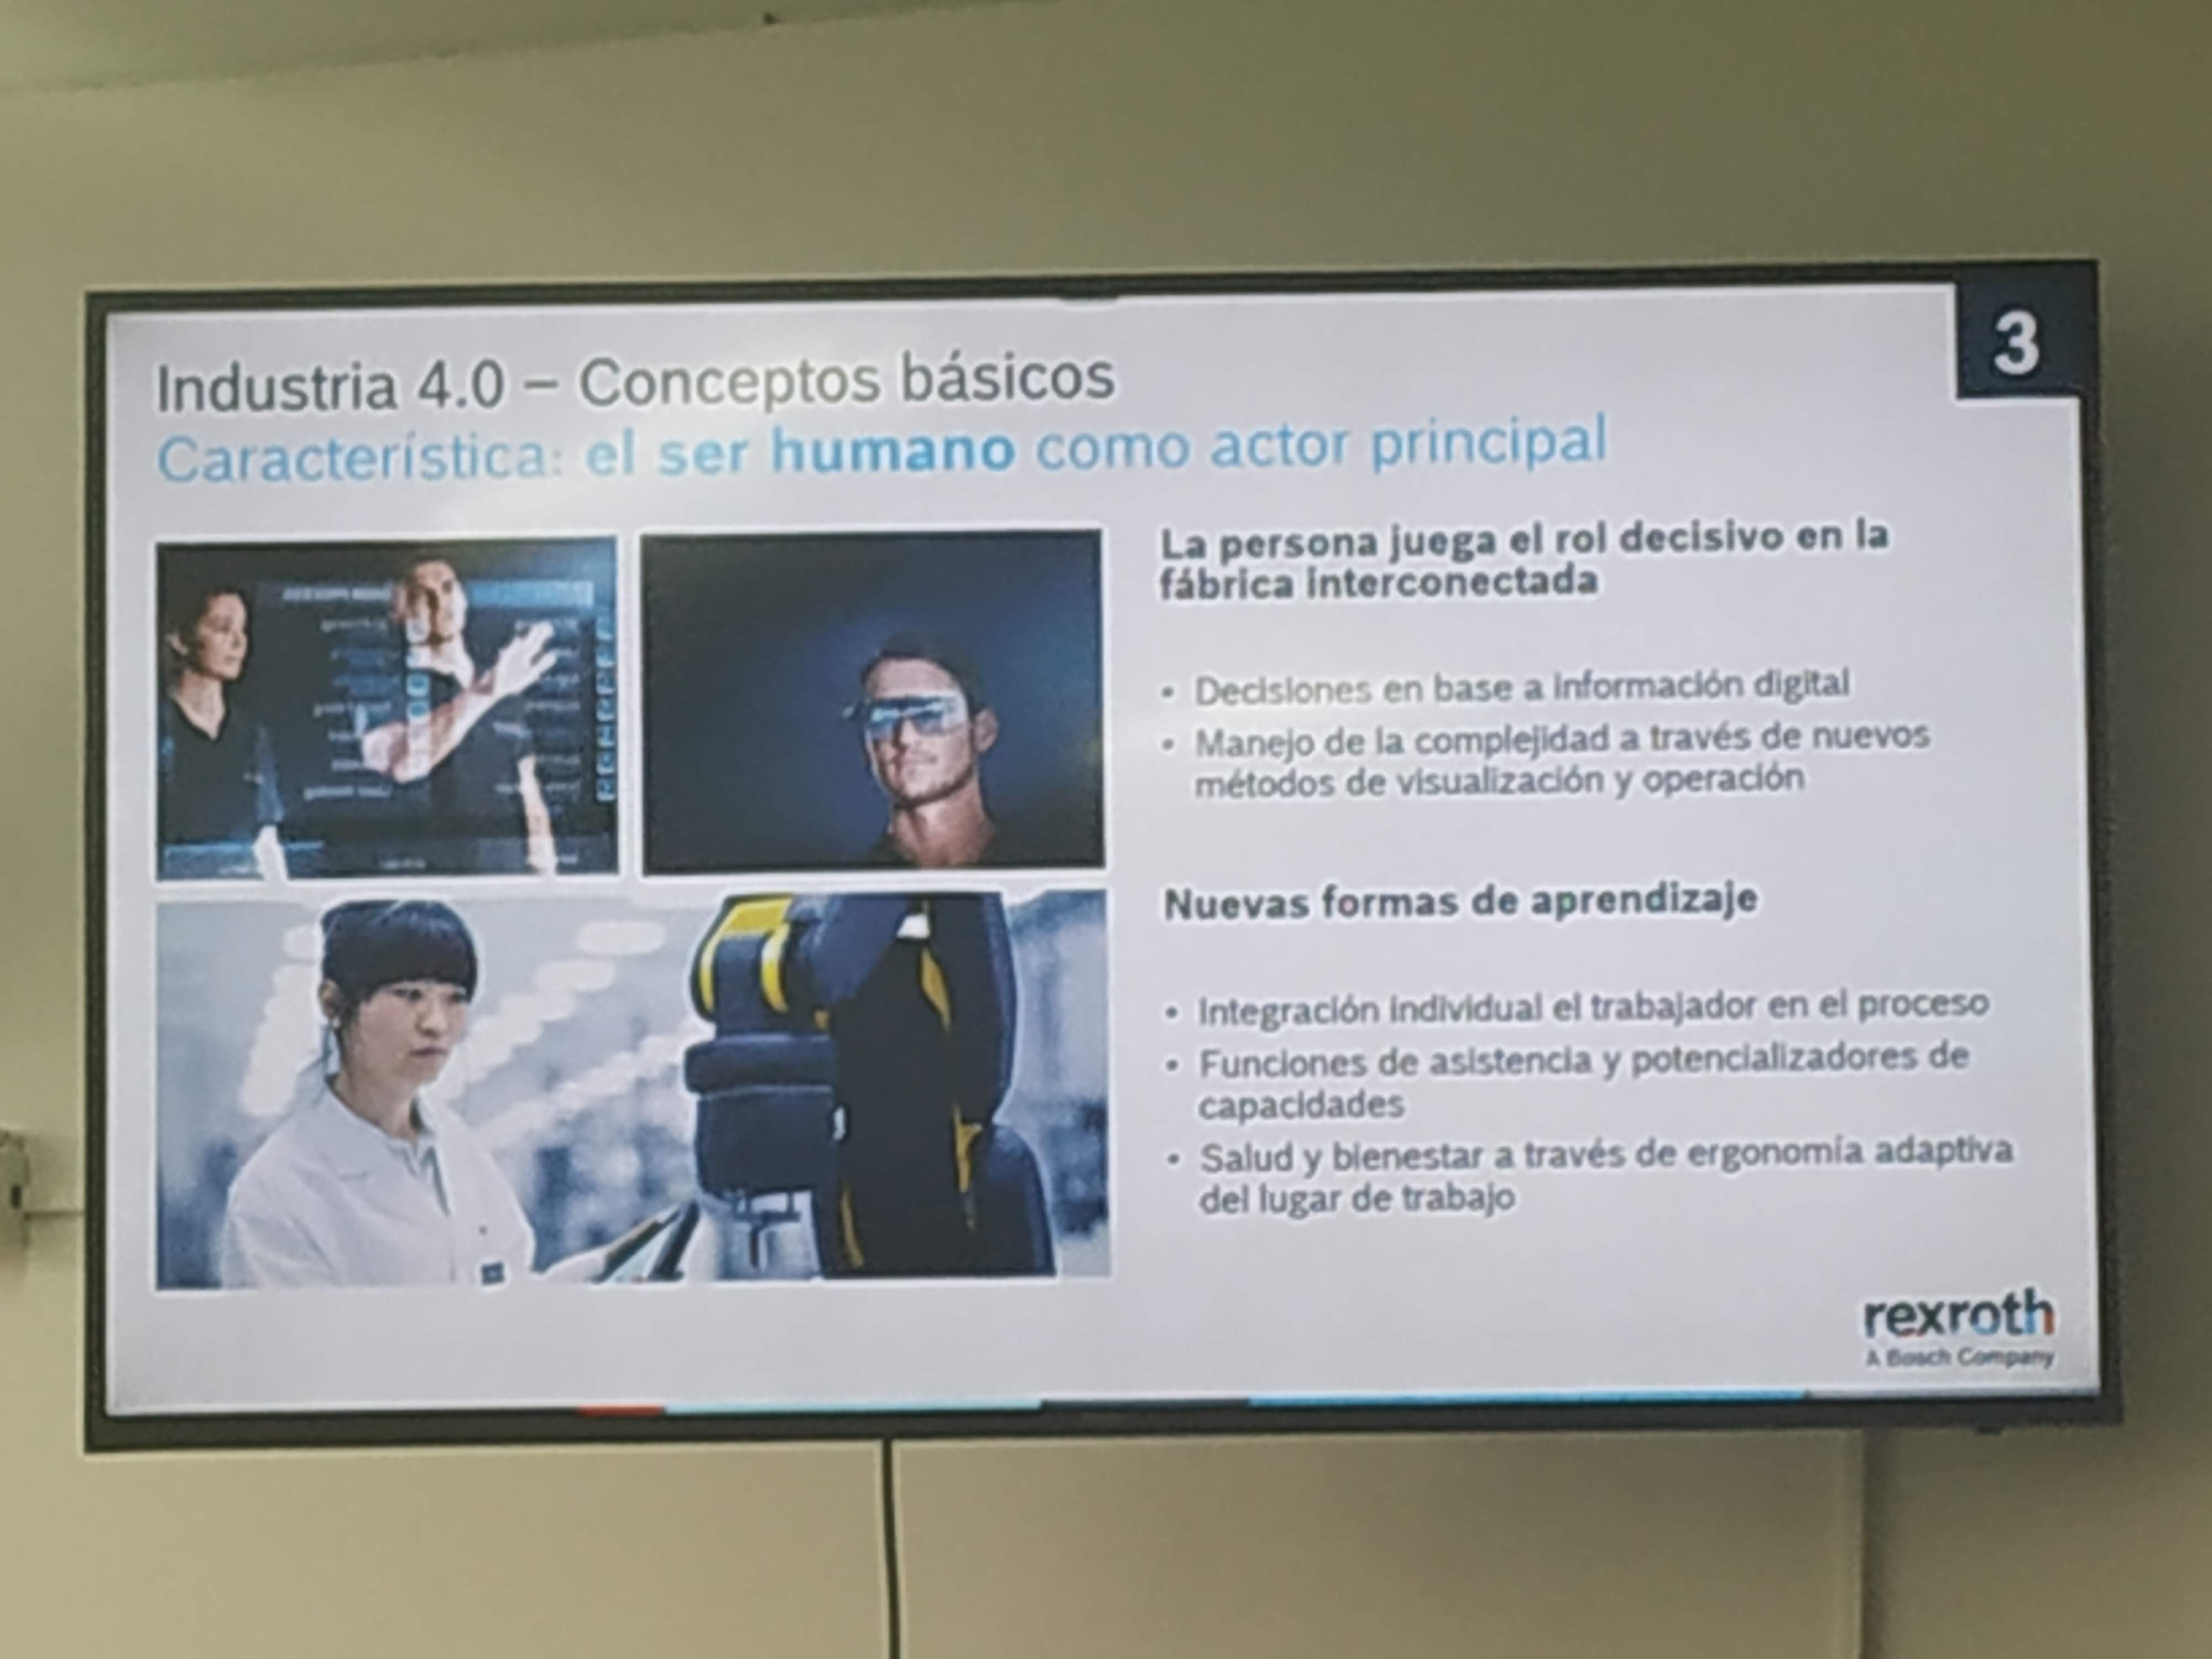 3
Industria 4.0 – Conceptos básicos
Característica: el ser humano como actor principal
La persona juega el rol decisivo en la
fábrica interconectada
• Decisiones en base a información digital
• Manejo de la complejidad a través de nuevos
métodos de visualización y operación
Nuevas formas de aprendizaje
• Integración individual el trabajador en el proceso
• Funciones de asistencia y potencializadores de
capacidades
• Salud y bienestar a través de ergonomía adaptiva
del lugar de trabajo
rexroth
A Bosch Company